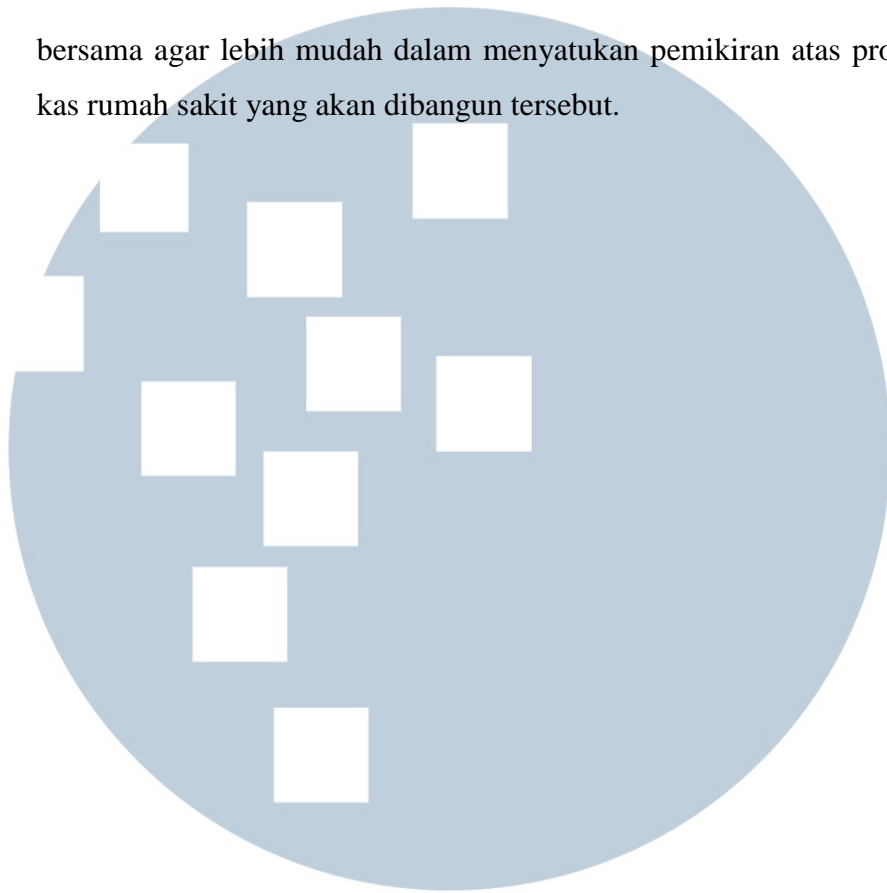 bersama agar lebih mudah dalam menyatukan pemikiran atas
kas rumah sakit yang akan dibangun tersebut.